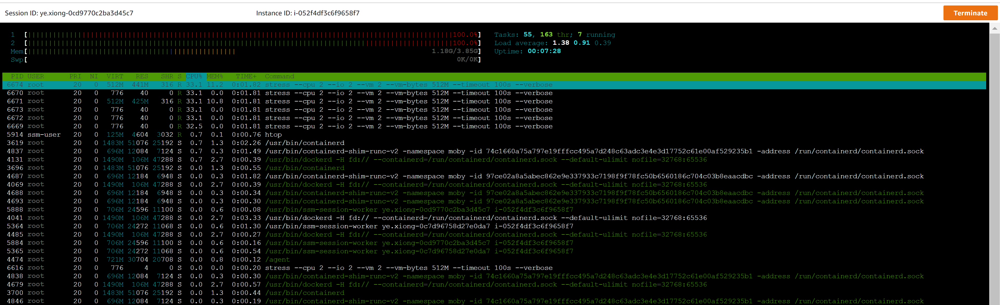 Session ID: ye.xiong-0cd9770c2ba3d45c7 Instance ID: i-052f4df3c6f9658f7 Terminate
1 [||||||||||||||||||||||||||||||||||||||||||||||||||||||||||||||||||||||||||||||||||||||||||||||||||||||100.0%] Tasks: 55, 163 thr; 7 running
2 [||||||||||||||||||||||||||||||||||||||||||||||||||||||||||||||||||||||||||||||||||||||||||||||||||||||100.0%] Load average: 1.38 0.91 0.39
Mem[|||||||||||||||||||||||||||||||||||||||||||||||||| 1.18G/3.85G] Uptime: 00:07:28
Swp[ 0K/0K]
PID USER PRI NI VIRT RES SHR S CPU% MEM% TIME+ Command
6674 root 20 0 512M 441M 316 R 33.1 11.2 0:01.82 stress --cpu 2 --io 2 --vm 2 --vm-bytes 512M --timeout 100s --verbose
6670 root 20 0 776 40 0 R 33.1 0.0 0:01.81 stress --cpu 2 --io 2 --vm 2 --vm-bytes 512M --timeout 100s --verbose
6671 root 20 0 512M 425M 316 R 33.1 10.8 0:01.81 stress --cpu 2 --io 2 --vm 2 --vm-bytes 512M --timeout 100s --verbose
6673 root 20 0 776 40 0 R 33.1 0.0 0:01.81 stress --cpu 2 --io 2 --vm 2 --vm-bytes 512M --timeout 100s --verbose
6672 root 20 0 776 40 0 R 33.1 0.0 0:01.81 stress --cpu 2 --io 2 --vm 2 --vm-bytes 512M --timeout 100s --verbose
6669 root 20 0 776 40 0 R 32.5 0.0 0:01.81 stress --cpu 2 --io 2 --vm 2 --vm-bytes 512M --timeout 100s --verbose
5914 ssm-user 20 0 125M 4604 3032 R 0.7 0.1 0:00.76 htop
3619 root 20 0 1483M 51076 25192 S 0.7 1.3 0:02.26 /usr/bin/containerd
4837 root 20 0 696M 12084 7124 S 0.7 0.3 0:01.49 /usr/bin/containerd-shim-runc-v2 -namespace moby -id 74c1660a75a797e19fffcc495a7d248c63adc3e4e3d17752c61e00af529235b1 -address /run/containerd/containerd.sock
4131 root 20 0 1490M 106M 47288 S 0.7 2.7 0:00.39 /usr/bin/dockerd -H fd:// --containerd=/run/containerd/containerd.sock --default-ulimit nofile=32768:65536
3696 root 20 0 1483M 51076 25192 S 0.0 1.3 0:00.55 /usr/bin/containerd
4687 root 20 0 696M 12184 6948 S 0.0 0.3 0:01.82 /usr/bin/containerd-shim-runc-v2 -namespace moby -id 97ce02a8a5abec862e9e337933c7198f9f78fc50b6560186c704c03b8eaacdbc -address /run/containerd/containerd.sock
4069 root 20 0 1490M 106M 47288 S 0.0 2.7 0:00.39 /usr/bin/dockerd -H fd:// --containerd=/run/containerd/containerd.sock --default-ulimit nofile=32768:65536
4688 root 20 0 696M 12184 6948 S 0.0 0.3 0:00.34 /usr/bin/containerd-shim-runc-v2 -namespace moby -id 97ce02a8a5abec862e9e337933c7198f9f78fc50b6560186c704c03b8eaacdbc -address /run/containerd/containerd.sock
4693 root 20 0 696M 12184 6948 S 0.0 0.3 0:00.30 /usr/bin/containerd-shim-runc-v2 -namespace moby -id 97ce02a8a5abec862e9e337933c7198f9f78fc50b6560186c704c03b8eaacdbc -address /run/containerd/containerd.sock
5888 root 20 0 706M 24596 11100 S 0.0 0.6 0:00.08 /usr/bin/ssm-session-worker ye.xiong-0cd9770c2ba3d45c7 i-052f4df3c6f9658f7
4041 root 20 0 1490M 106M 47288 S 0.0 2.7 0:03.33 /usr/bin/dockerd -H fd:// --containerd=/run/containerd/containerd.sock --default-ulimit nofile=32768:65536
5364 root 20 0 706M 24272 11068 S 0.0 0.6 0:01.30 /usr/bin/ssm-session-worker ye.xiong-0c7d96758d27e0da7 i-052f4df3c6f9658f7
4485 root 20 0 1490M 106M 47288 S 0.0 2.7 0:00.27 /usr/bin/dockerd -H fd:// --containerd=/run/containerd/containerd.sock --default-ulimit nofile=32768:65536
5884 root 20 0 706M 24596 11100 S 0.0 0.6 0:00.16 /usr/bin/ssm-session-worker ye.xiong-0cd9770c2ba3d45c7 i-052f4df3c6f9658f7
5365 root 20 0 706M 24272 11068 S 0.0 0.6 0:00.54 /usr/bin/ssm-session-worker ye.xiong-0c7d96758d27e0da7 i-052f4df3c6f9658f7
4474 root 20 0 721M 30704 20708 S 0.0 0.8 0:00.12 /agent
6616 root 20 0 776 4 0 S 0.0 0.0 0:00.20 stress --cpu 2 --io 2 --vm 2 --vm-bytes 512M --timeout 100s --verbose
4838 root 20 0 696M 12084 7124 S 0.0 0.3 0:00.30 /usr/bin/containerd-shim-runc-v2 -namespace moby -id 74c1660a75a797e19fffcc495a7d248c63adc3e4e3d17752c61e00af529235b1 -address /run/containerd/containerd.sock
4679 root 20 0 1490M 106M 47288 S 0.0 2.7 0:00.57 /usr/bin/dockerd -H fd:// --containerd=/run/containerd/containerd.sock --default-ulimit nofile=32768:65536
3700 root 20 0 1483M 51076 25192 S 0.0 1.3 0:00.44 /usr/bin/containerd
4846 root 20 0 696M 12084 7124 S 0.0 0.3 0:00.19 /usr/bin/containerd-shim-runc-v2 -namespace moby -id 74c1660a75a797e19fffcc495a7d248c63adc3e4e3d17752c61e00af529235b1 -address /run/containerd/containerd.sock